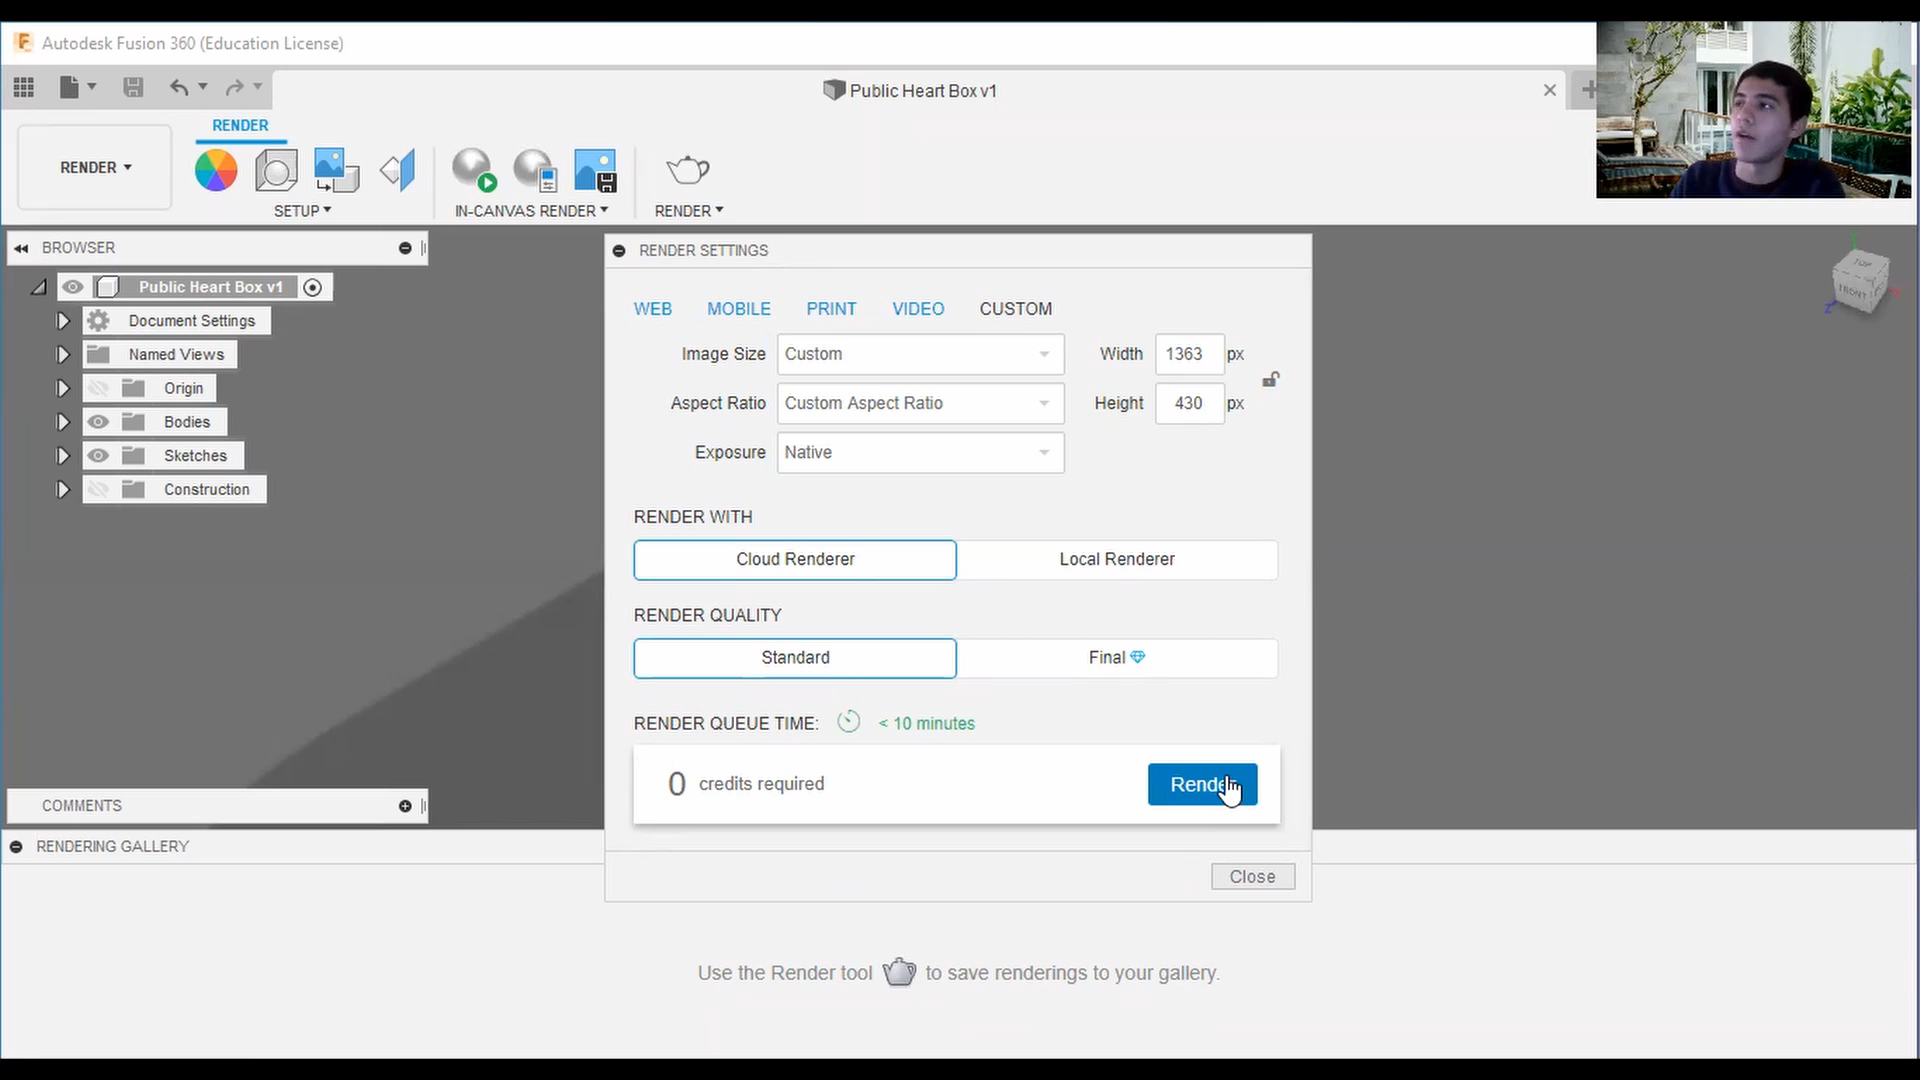 Autodesk Fusion 360 (Education License)
Public Heart Box v1
RENDER
RENDER
SETUP
IN-CANVAS RENDER
RENDER
BROWSER
Public Heart Box v1
Document Settings
Named Views
Origin
Bodies
Sketches
Construction
COMMENTS
RENDER SETTINGS
WEB MOBILE PRINT VIDEO CUSTOM
Image Size Custom Width 1363 px
Aspect Ratio Custom Aspect Ratio Height 430 px
Exposure Native
RENDER WITH
Cloud Renderer Local Renderer
RENDER QUALITY
Standard Final
RENDER QUEUE TIME: < 10 minutes
0 credits required Render
Close
TOP
FRONT
Z
RENDERING GALLERY
Use the Render tool to save renderings to your gallery.